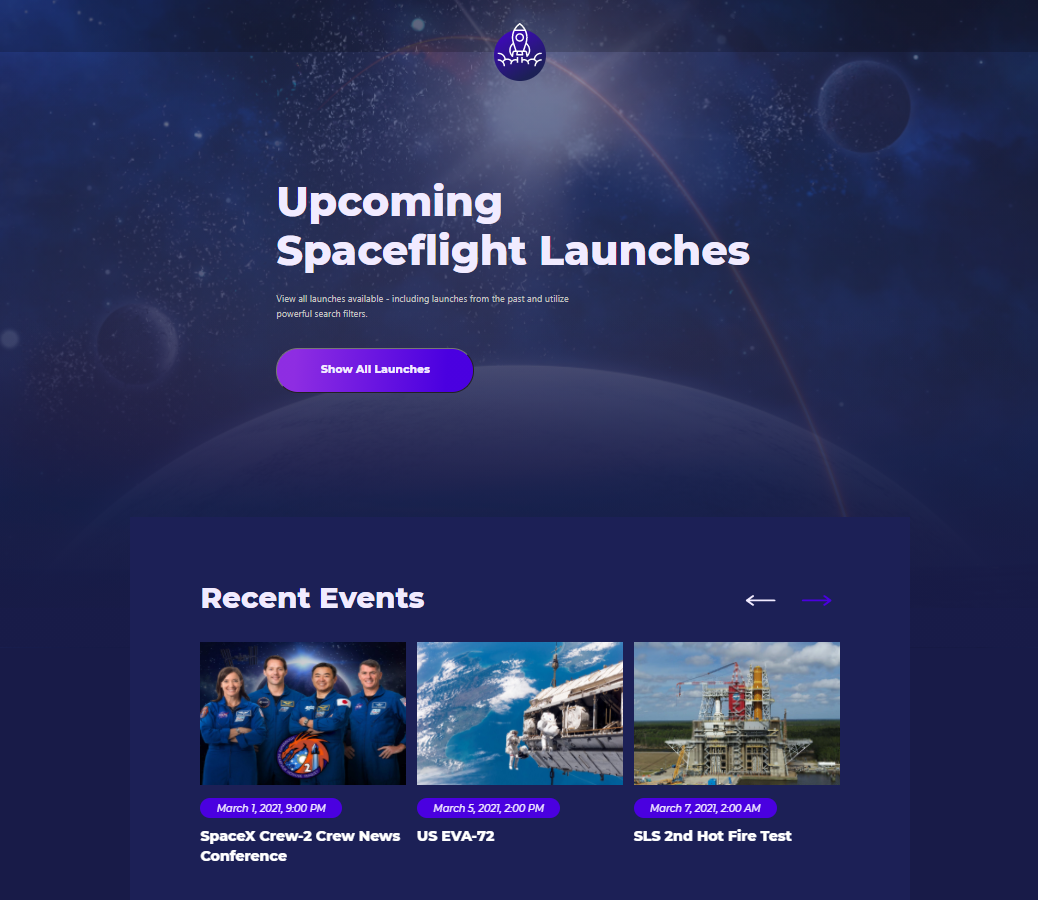 Upcoming
Spaceflight Launches
View all launches available - including launches from the past and utilize
powerful search filters.
Show All Launches
Recent Events
March 1, 2021, 9:00 PM
March 5, 2021, 2:00 PM
March 7, 2021, 2:00 AM
SpaceX Crew-2 Crew News
Conference
US EVA-72
SLS 2nd Hot Fire Test